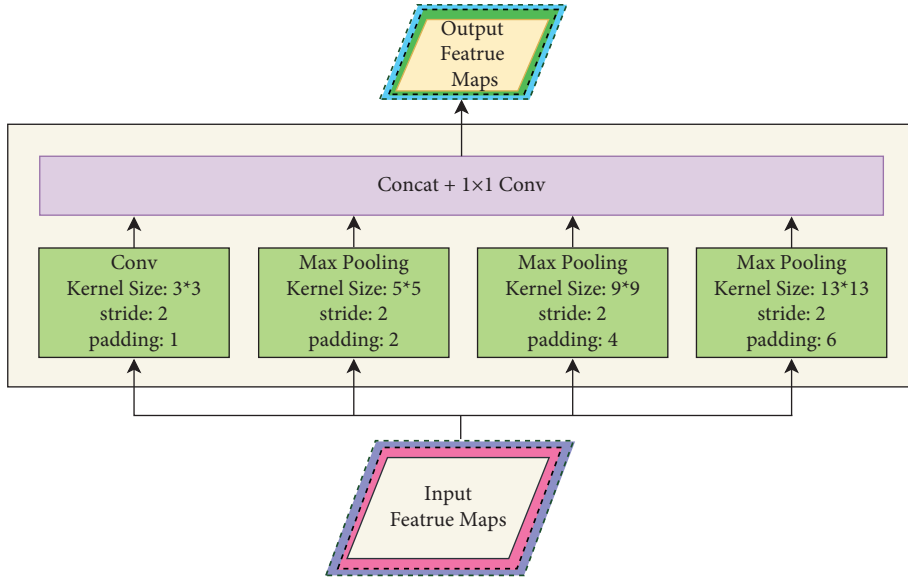 Output
Featrue
Maps
Concat + 1×1 Conv
Conv
Kernel Size: 3*3
stride: 2
padding: 1
Max Pooling
Kernel Size: 5*5
stride: 2
padding: 2
Max Pooling
Kernel Size: 9*9
stride: 2
padding: 4
Max Pooling
Kernel Size: 13*13
stride: 2
padding: 6
Input
Featrue Maps